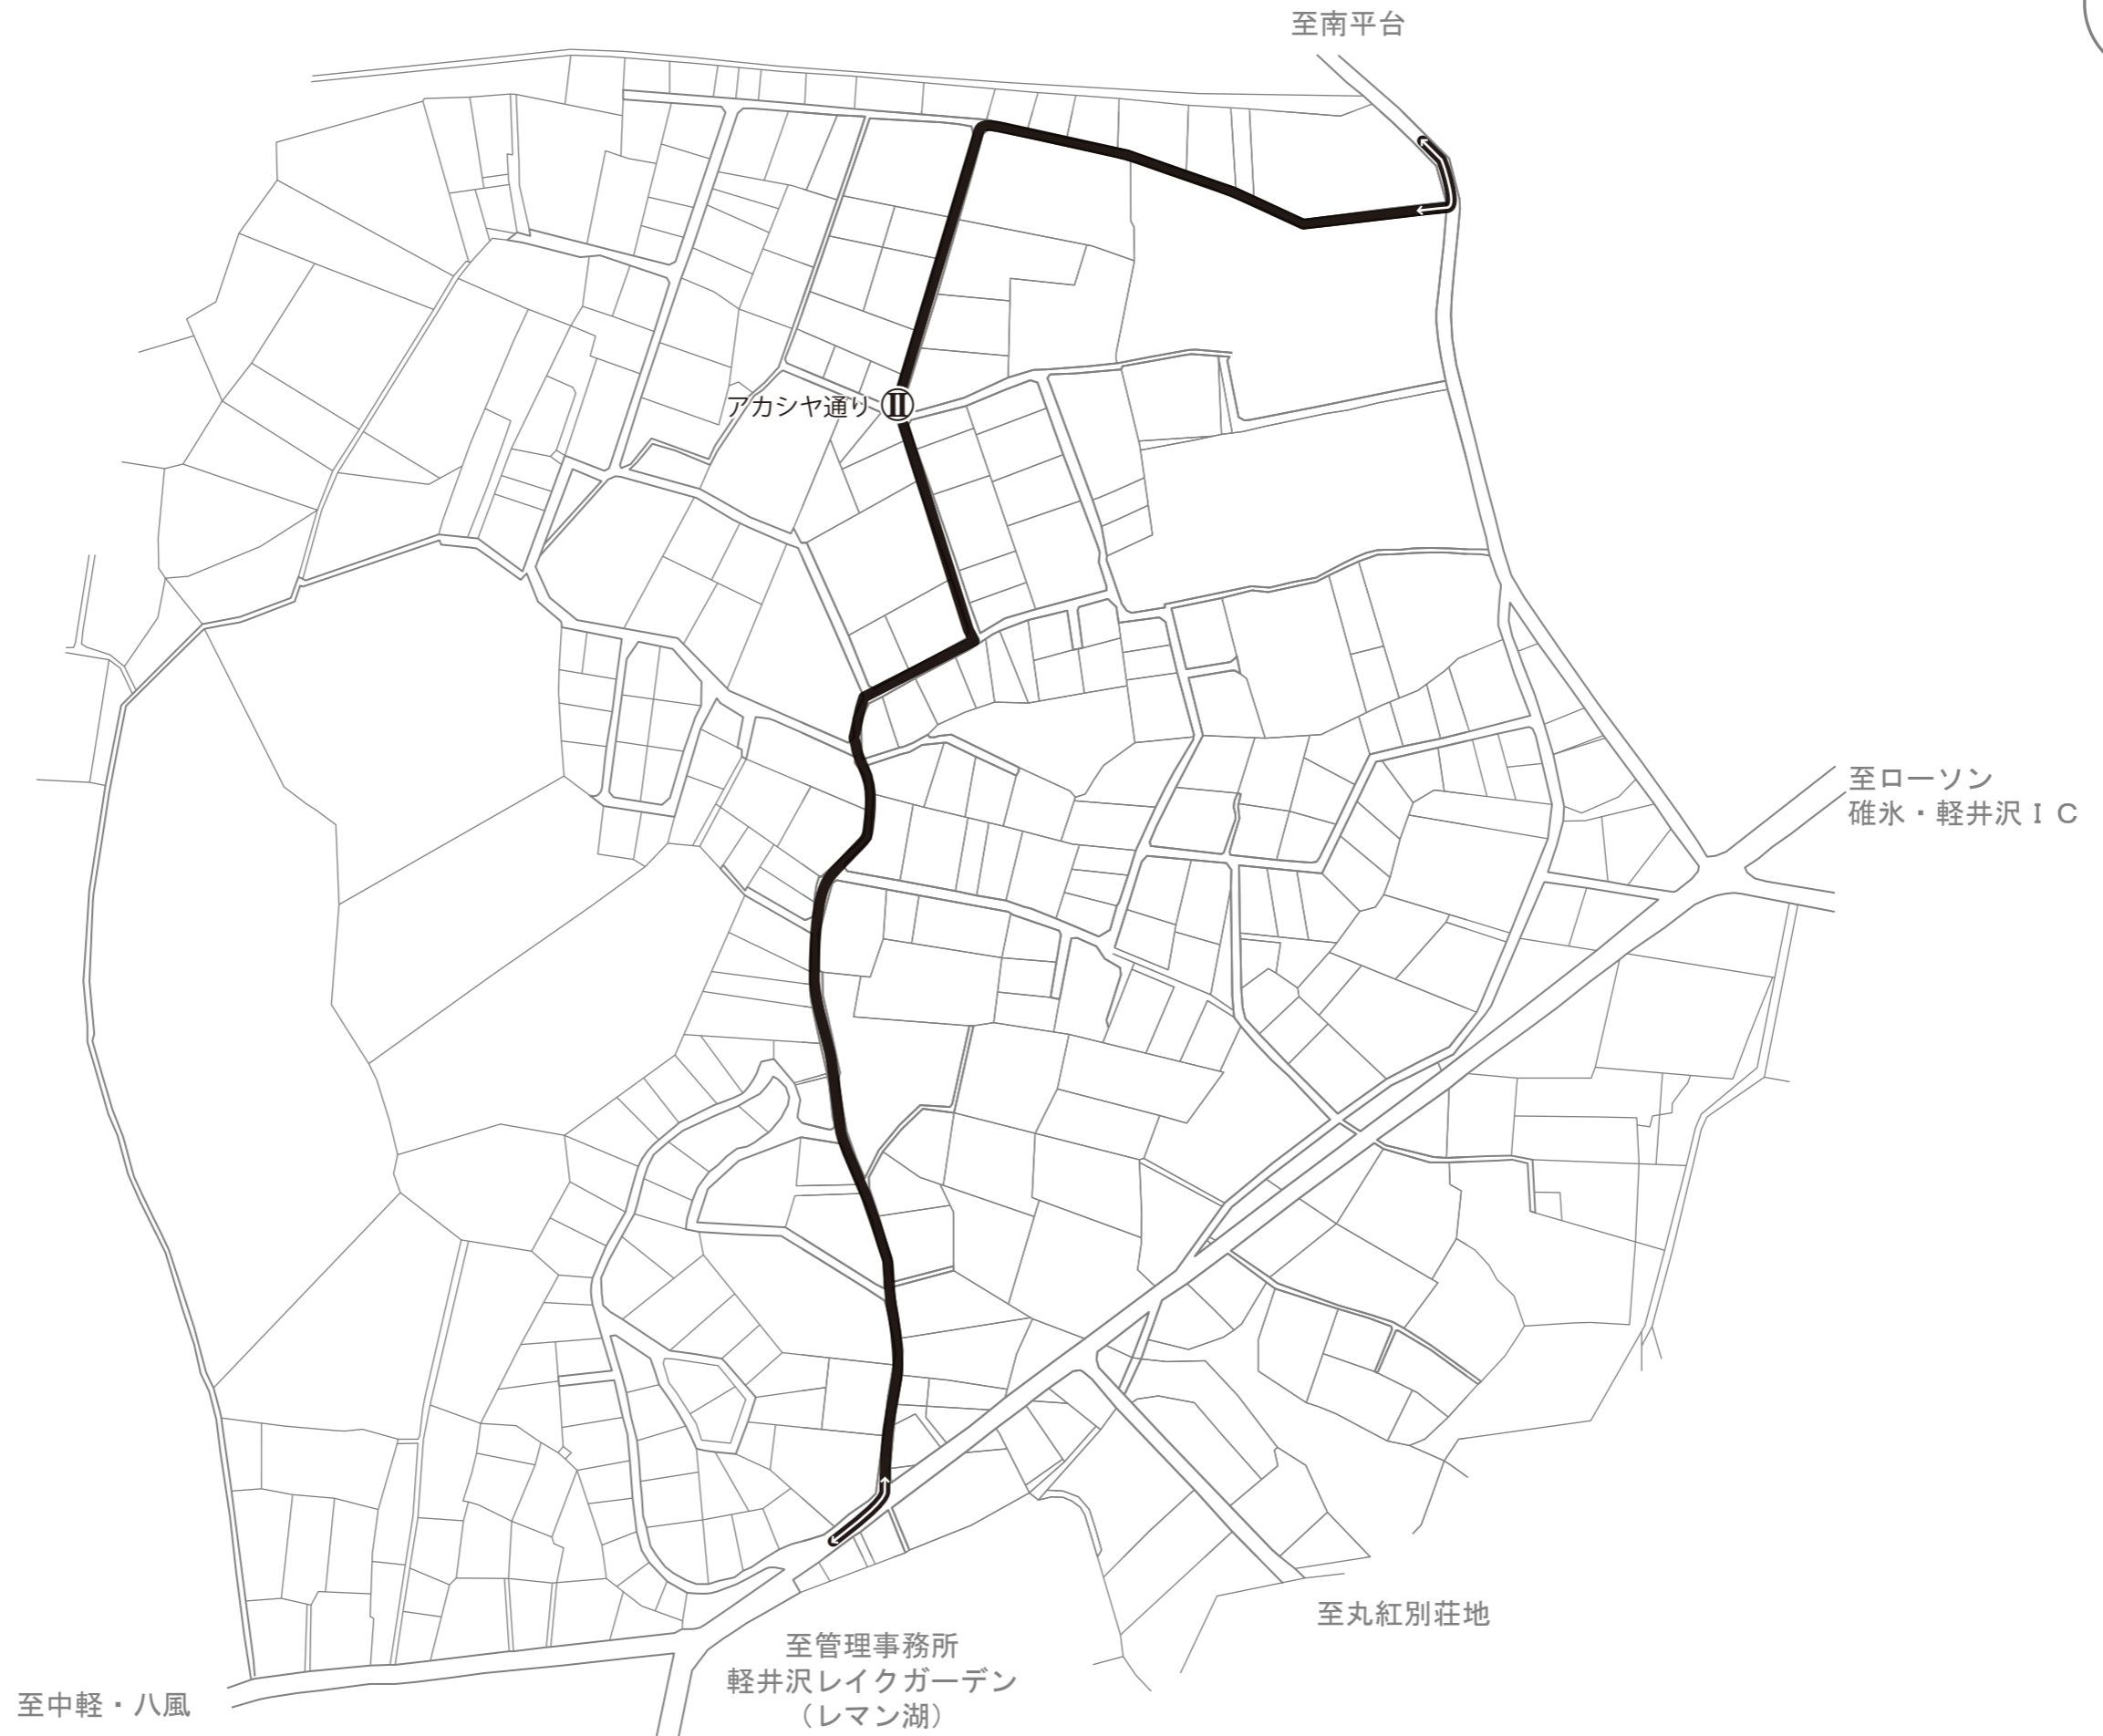 至南平台
アカシヤ通り Ⅱ
至ローソン
碓氷・軽井沢ＩＣ
至丸紅別荘地
至管理事務所
軽井沢レイクガーデン
（レマン湖）
至中軽・八風